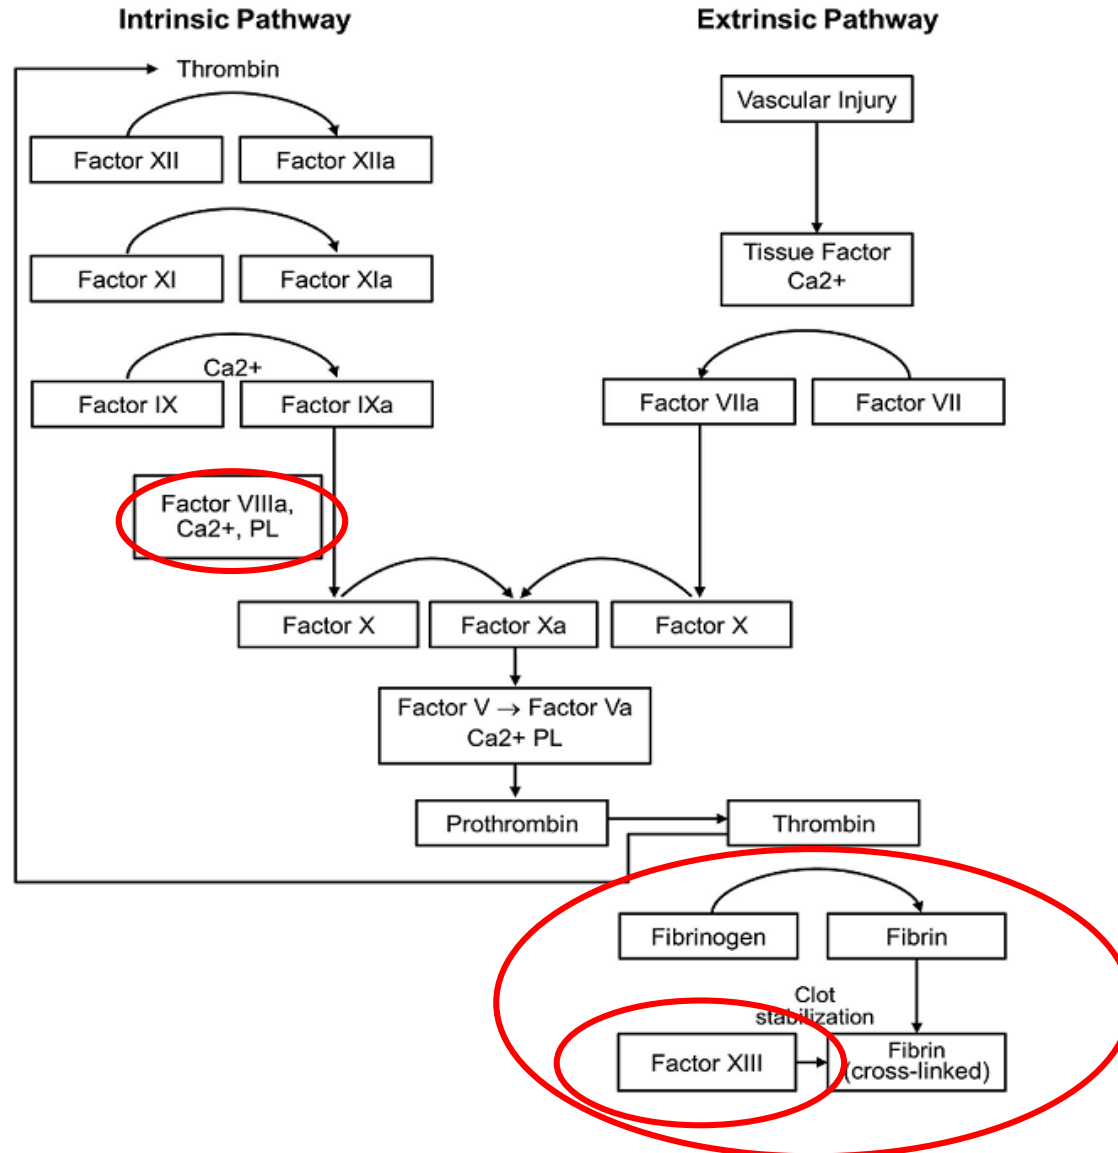 Intrinsic Pathway
Extrinsic Pathway
Thrombin
Vascular Injury
Factor XII
Factor XIIa
Tissue Factor
Ca2+
Factor XI
Factor XIa
Ca2+
Factor IX
Factor IXa
Factor VIIa
Factor VII
Factor VIIIa,
Ca2+, PL
Factor X
Factor Xa
Factor X
Factor V → Factor Va
Ca2+ PL
Prothrombin
Thrombin
Fibrinogen
Fibrin
Clot
stabilization
Factor XIII
Fibrin
(cross-linked)